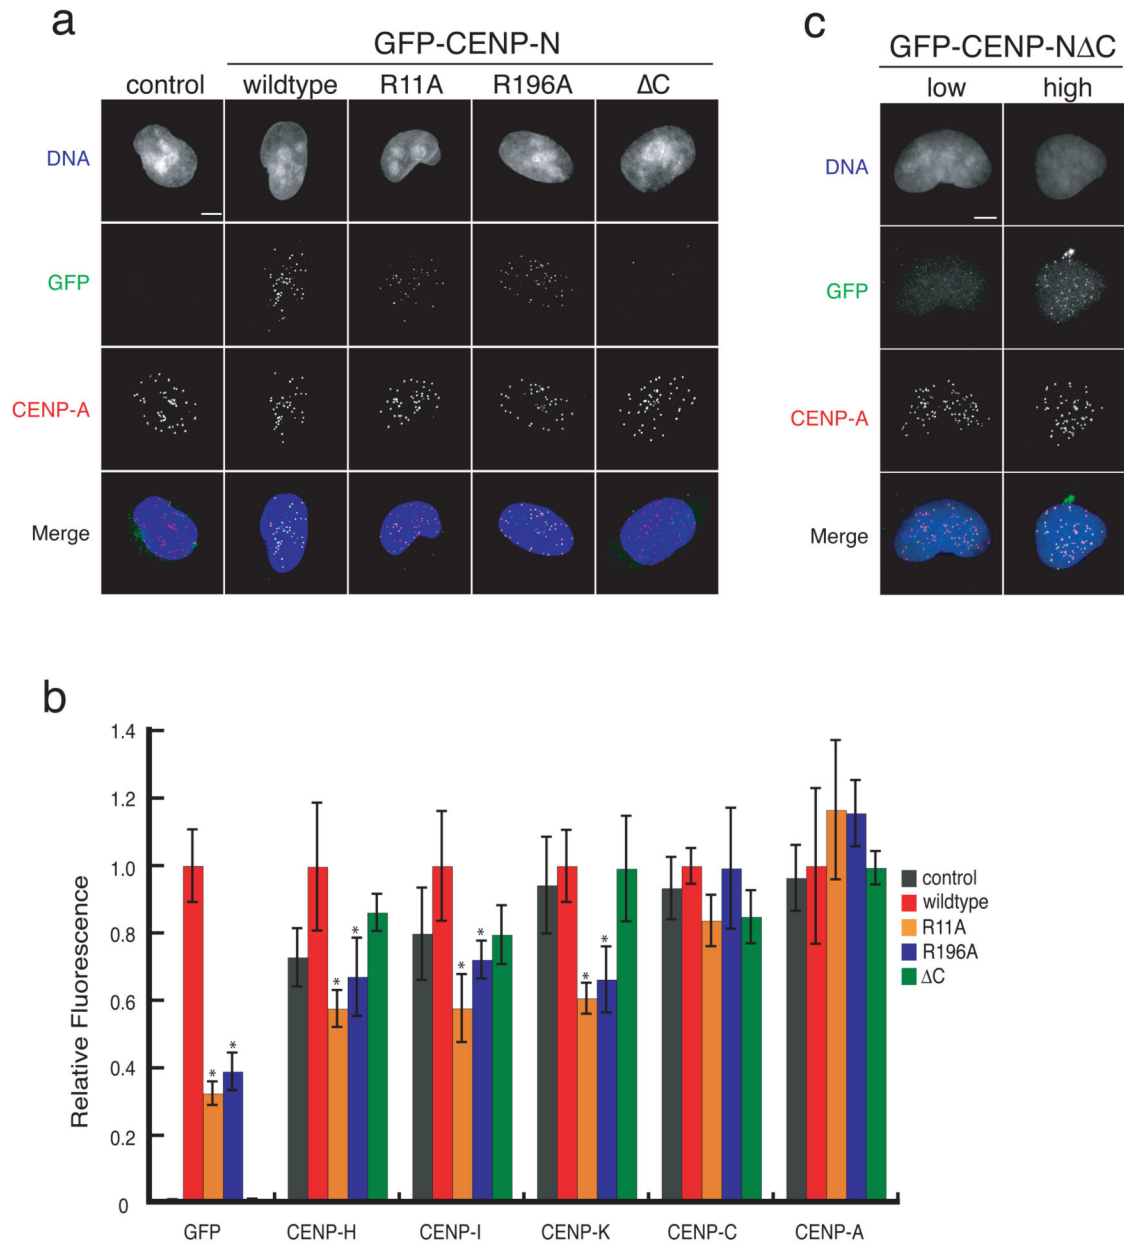 a
GFP-CENP-N
control wildtype R11A R196A ΔC
DNA
GFP
CENP-A
Merge
c
GFP-CENP-NΔC
low high
DNA
GFP
CENP-A
Merge
b
Relative Fluorescence
1.4
1.2
1.0
0.8
0.6
0.4
0.2
0
* *
* *
* *
* *
GFP CENP-H CENP-I CENP-K CENP-C CENP-A
control
wildtype
R11A
R196A
ΔC